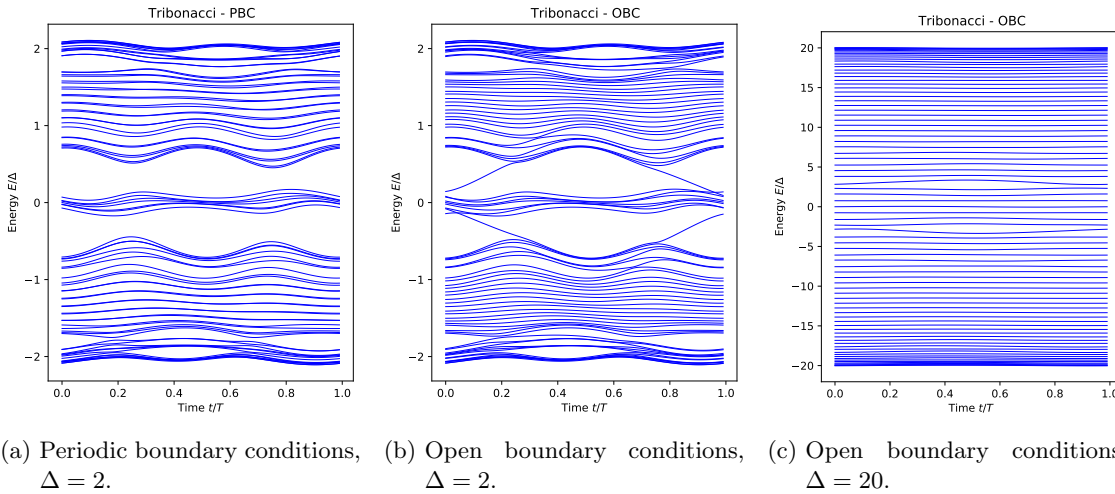 Tribonacci - PBC
Energy E/Δ
2
1
0
−1
−2
0.0 0.2 0.4 0.6 0.8 1.0
Time t/T
(a) Periodic boundary conditions,
Δ = 2.
Tribonacci - OBC
Energy E/Δ
2
1
0
−1
−2
0.0 0.2 0.4 0.6 0.8 1.0
Time t/T
(b) Open boundary conditions,
Δ = 2.
Tribonacci - OBC
Energy E/Δ
20
15
10
5
0
−5
−10
−15
−20
0.0 0.2 0.4 0.6 0.8 1.0
Time t/T
(c) Open boundary conditions
Δ = 20.